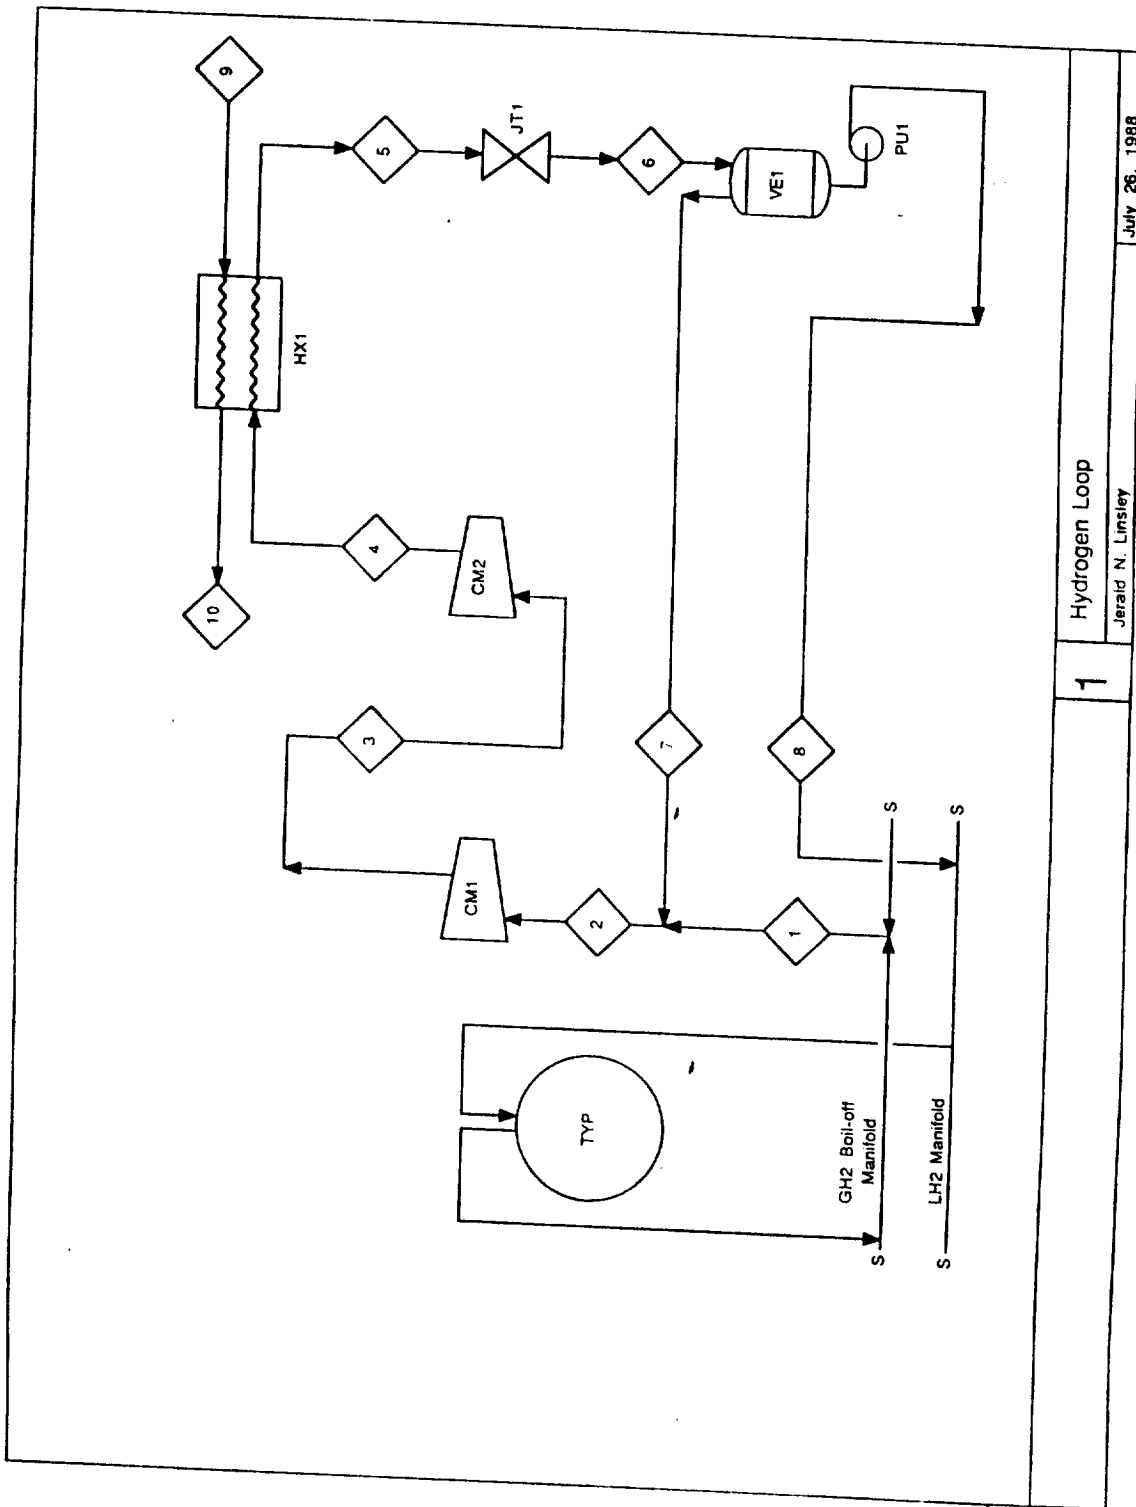 10
9
HX1
3
4
5
CM1
CM2
JT1
TYP
2
6
7
VE1
1
8
GH2 Boil-off
Manifold
S
S
PU1
LH2 Manifold
S
S
1
Hydrogen Loop
Jerald N. Linsley
July 26, 1988